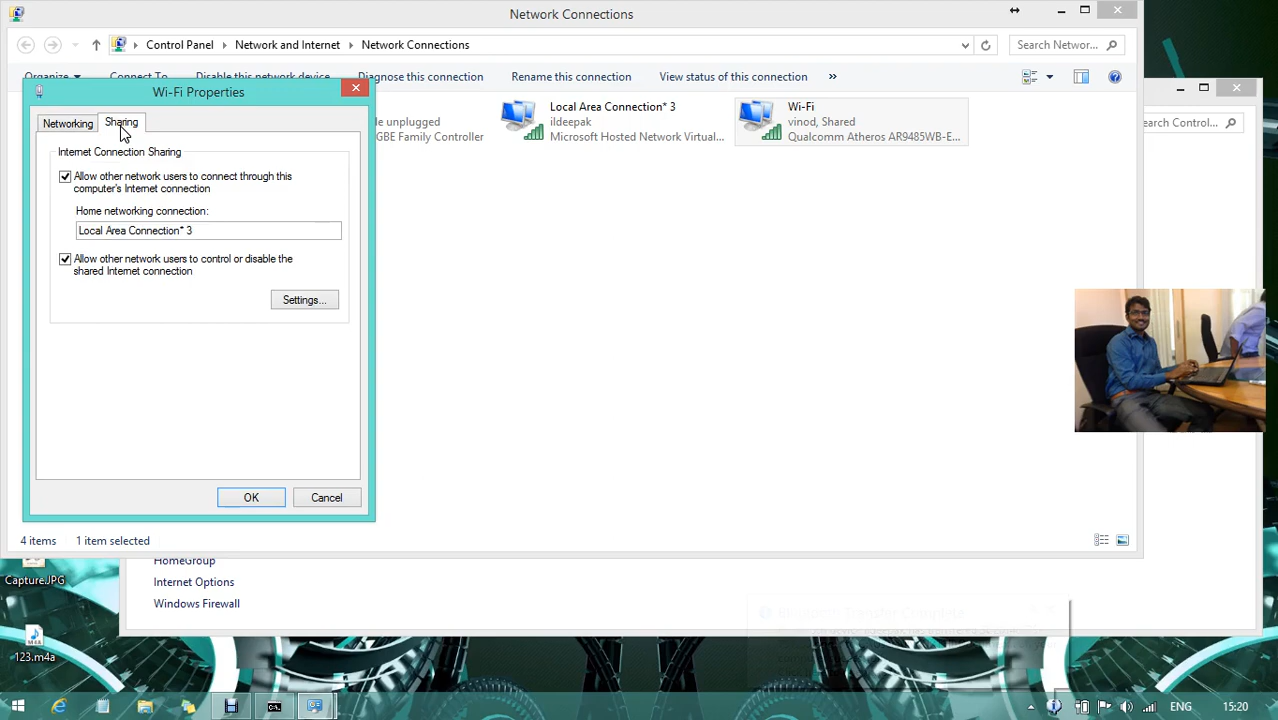 Network Connections
Control Panel
Network and Internet
Network Connections
Search Networ...
Organize
Connect To
Disable this network device
Diagnose this connection
Rename this connection
View status of this connection
»
Wi-Fi Properties
Networking
Sharing
Internet Connection Sharing
Allow other network users to connect through this
computer's Internet connection
Home networking connection:
Local Area Connection* 3
Allow other network users to control or disable the
shared Internet connection
Settings...
OK
Cancel
le unplugged
GBE Family Controller
Local Area Connection* 3
ildeepak
Microsoft Hosted Network Virtual...
Wi-Fi
vinod, Shared
Qualcomm Atheros AR9485WB-E...
earch Control...
4 items
1 item selected
HomeGroup
Internet Options
Windows Firewall
Capture.JPG
123.m4a
ENG
15:20